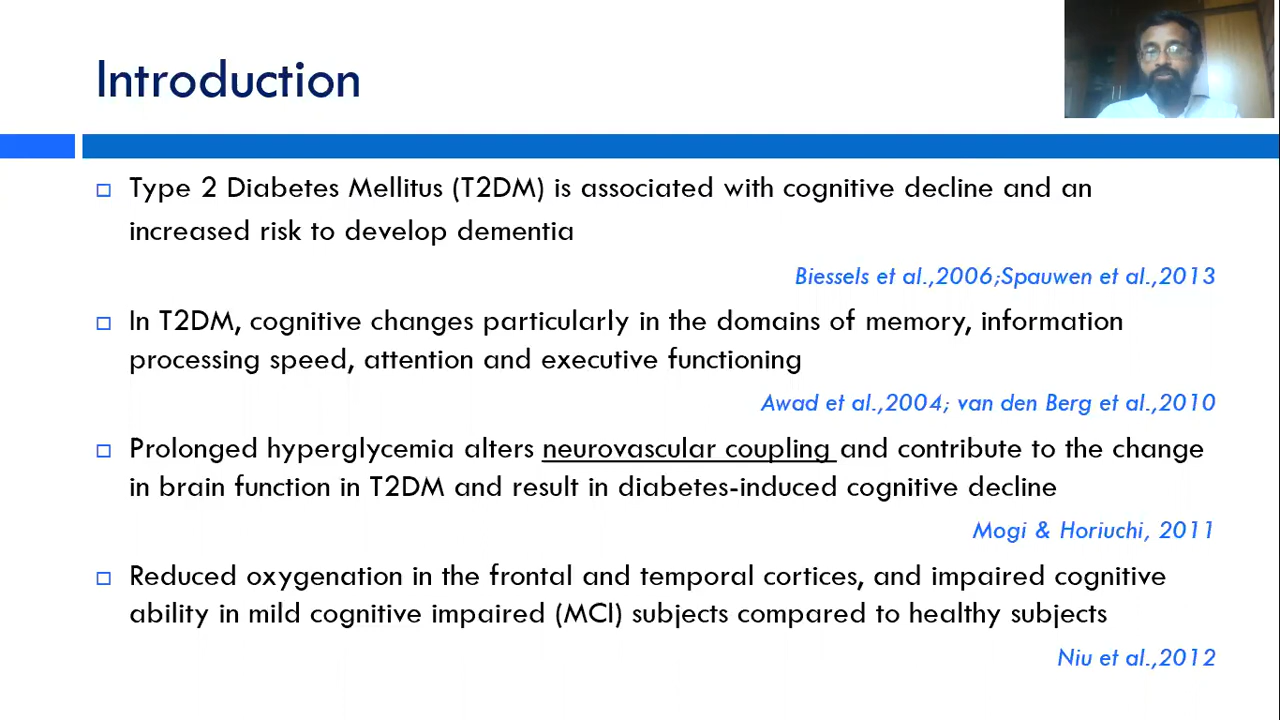 Introduction
Type 2 Diabetes Mellitus (T2DM) is associated with cognitive decline and an
increased risk to develop dementia
Biessels et al.,2006;Spauwen et al.,2013
In T2DM, cognitive changes particularly in the domains of memory, information
processing speed, attention and executive functioning
Awad et al.,2004; van den Berg et al.,2010
Prolonged hyperglycemia alters neurovascular coupling and contribute to the change
in brain function in T2DM and result in diabetes-induced cognitive decline
Mogi & Horiuchi, 2011
Reduced oxygenation in the frontal and temporal cortices, and impaired cognitive
ability in mild cognitive impaired (MCI) subjects compared to healthy subjects
Niu et al.,2012